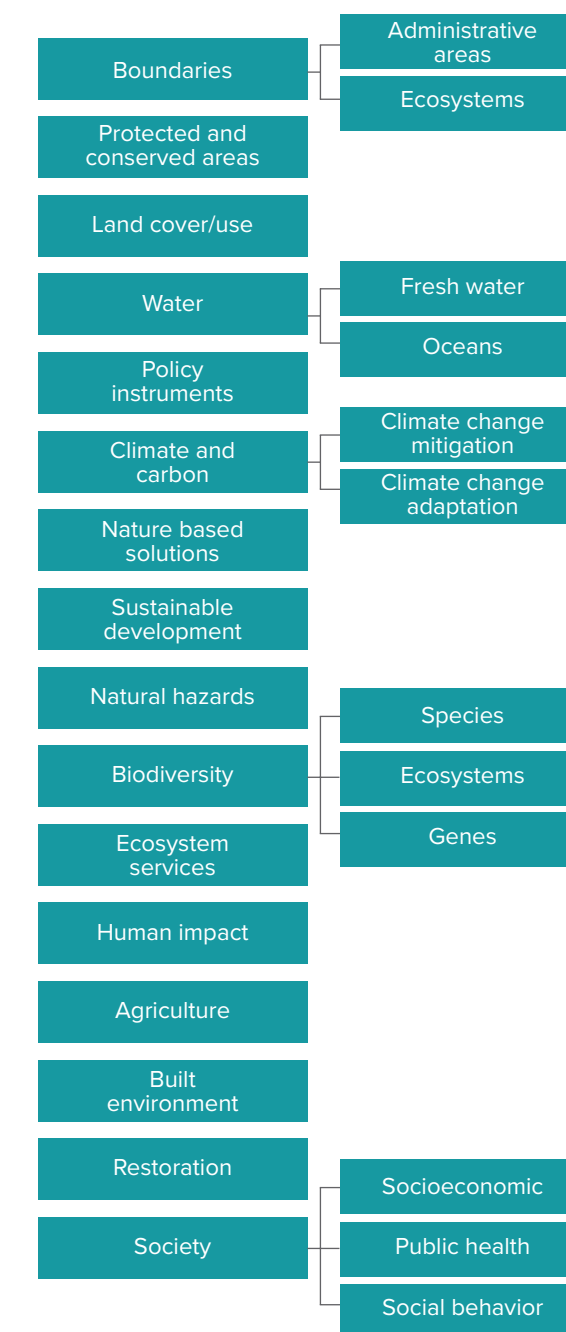 Boundaries
Administrative
areas
Ecosystems
Protected and
conserved areas
Land cover/use
Water
Fresh water
Oceans
Policy
instruments
Climate and
carbon
Climate change
mitigation
Climate change
adaptation
Nature based
solutions
Sustainable
development
Natural hazards
Biodiversity
Species
Ecosystems
Genes
Ecosystem
services
Human impact
Agriculture
Built
environment
Restoration
Society
Socioeconomic
Public health
Social behavior